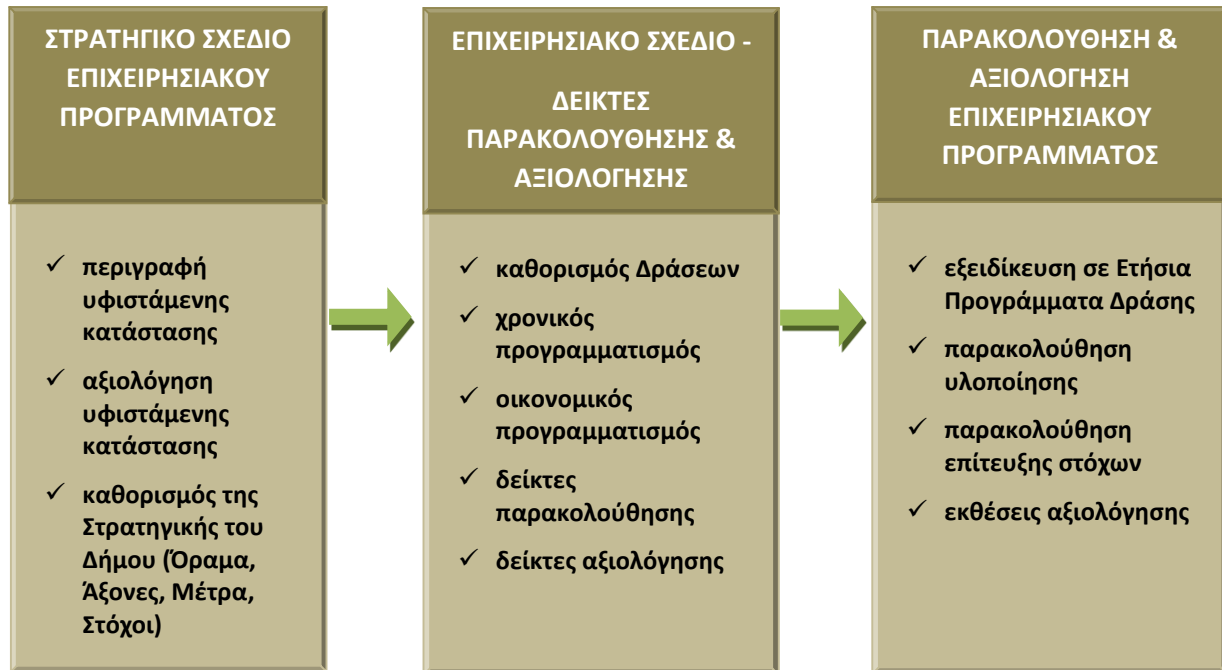 ΣΤΡΑΤΗΓΙΚΟ ΣΧΕΔΙΟ
ΕΠΙΧΕΙΡΗΣΙΑΚΟΥ
ΠΡΟΓΡΑΜΜΑΤΟΣ
✓ περιγραφή
υφιστάμενης
κατάστασης
✓ αξιολόγηση
υφιστάμενης
κατάστασης
✓ καθορισμός της
Στρατηγικής του
Δήμου (Όραμα,
Άξονες, Μέτρα,
Στόχοι)
ΕΠΙΧΕΙΡΗΣΙΑΚΟ ΣΧΕΔΙΟ -
ΔΕΙΚΤΕΣ
ΠΑΡΑΚΟΛΟΥΘΗΣΗΣ &
ΑΞΙΟΛΟΓΗΣΗΣ
✓ καθορισμός Δράσεων
✓ χρονικός
προγραμματισμός
✓ οικονομικός
προγραμματισμός
✓ δείκτες
παρακολούθησης
✓ δείκτες αξιολόγησης
ΠΑΡΑΚΟΛΟΥΘΗΣΗ &
ΑΞΙΟΛΟΓΗΣΗ
ΕΠΙΧΕΙΡΗΣΙΑΚΟΥ
ΠΡΟΓΡΑΜΜΑΤΟΣ
✓ εξειδίκευση σε Ετήσια
Προγράμματα Δράσης
✓ παρακολούθηση
υλοποίησης
✓ παρακολούθηση
επίτευξης στόχων
✓ εκθέσεις αξιολόγησης